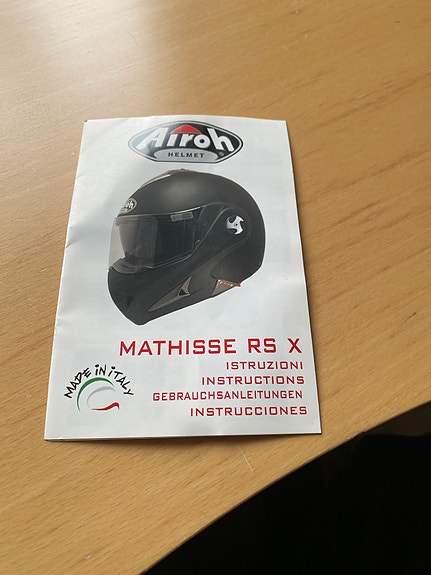 Airoh
HELMET
MATHISSE RS X
ISTRUZIONI
INSTRUCTIONS
GEBRAUCHSANLEITUNGEN
INSTRUCCIONES
MADE IN ITALY